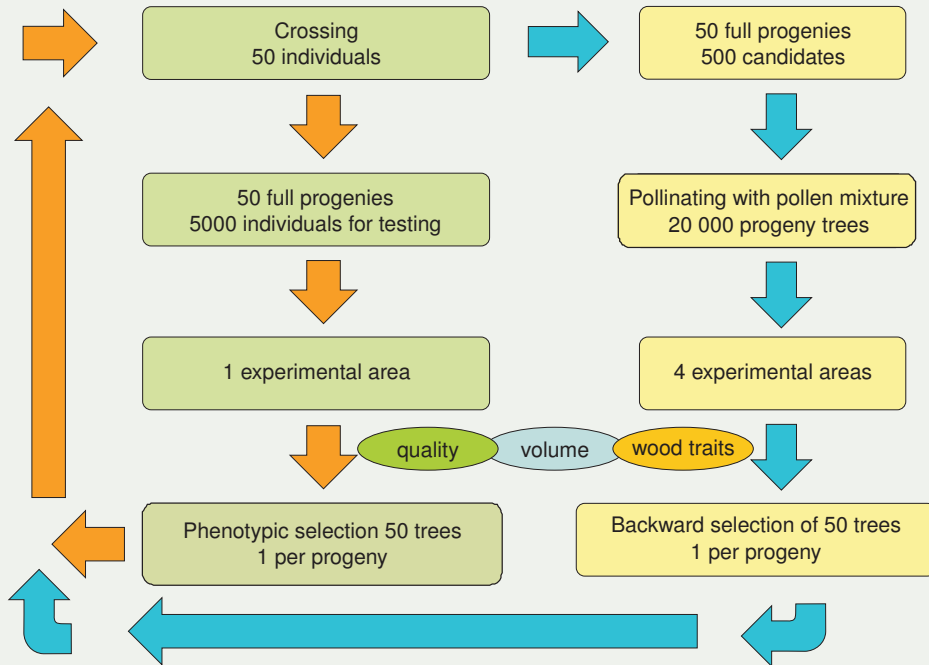 Crossing
50 individuals
50 full progenies
500 candidates
50 full progenies
5000 individuals for testing
Pollinating with pollen mixture
20 000 progeny trees
1 experimental area
4 experimental areas
quality
volume
wood traits
Phenotypic selection 50 trees
1 per progeny
Backward selection of 50 trees
1 per progeny